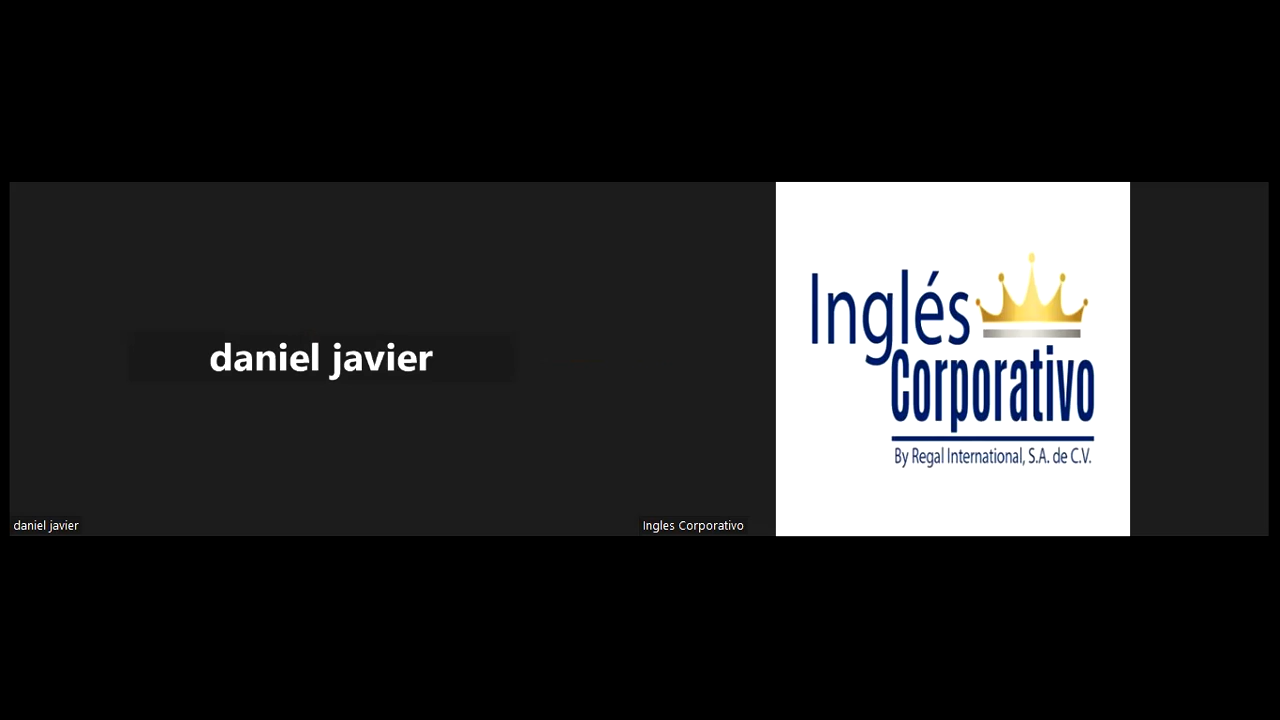 daniel javier
daniel javier
Ingles Corporativo
Inglés
Corporativo
By Regal International, S.A. de C.V.